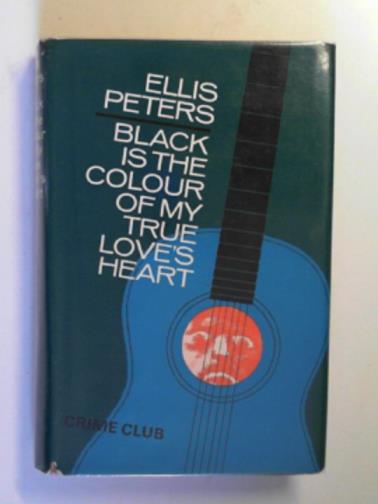 ELLIS
PETERS
BLACK
IS THE
COLOUR
OF MY
TRUE
LOVE'S
HEART
CRIME CLUB